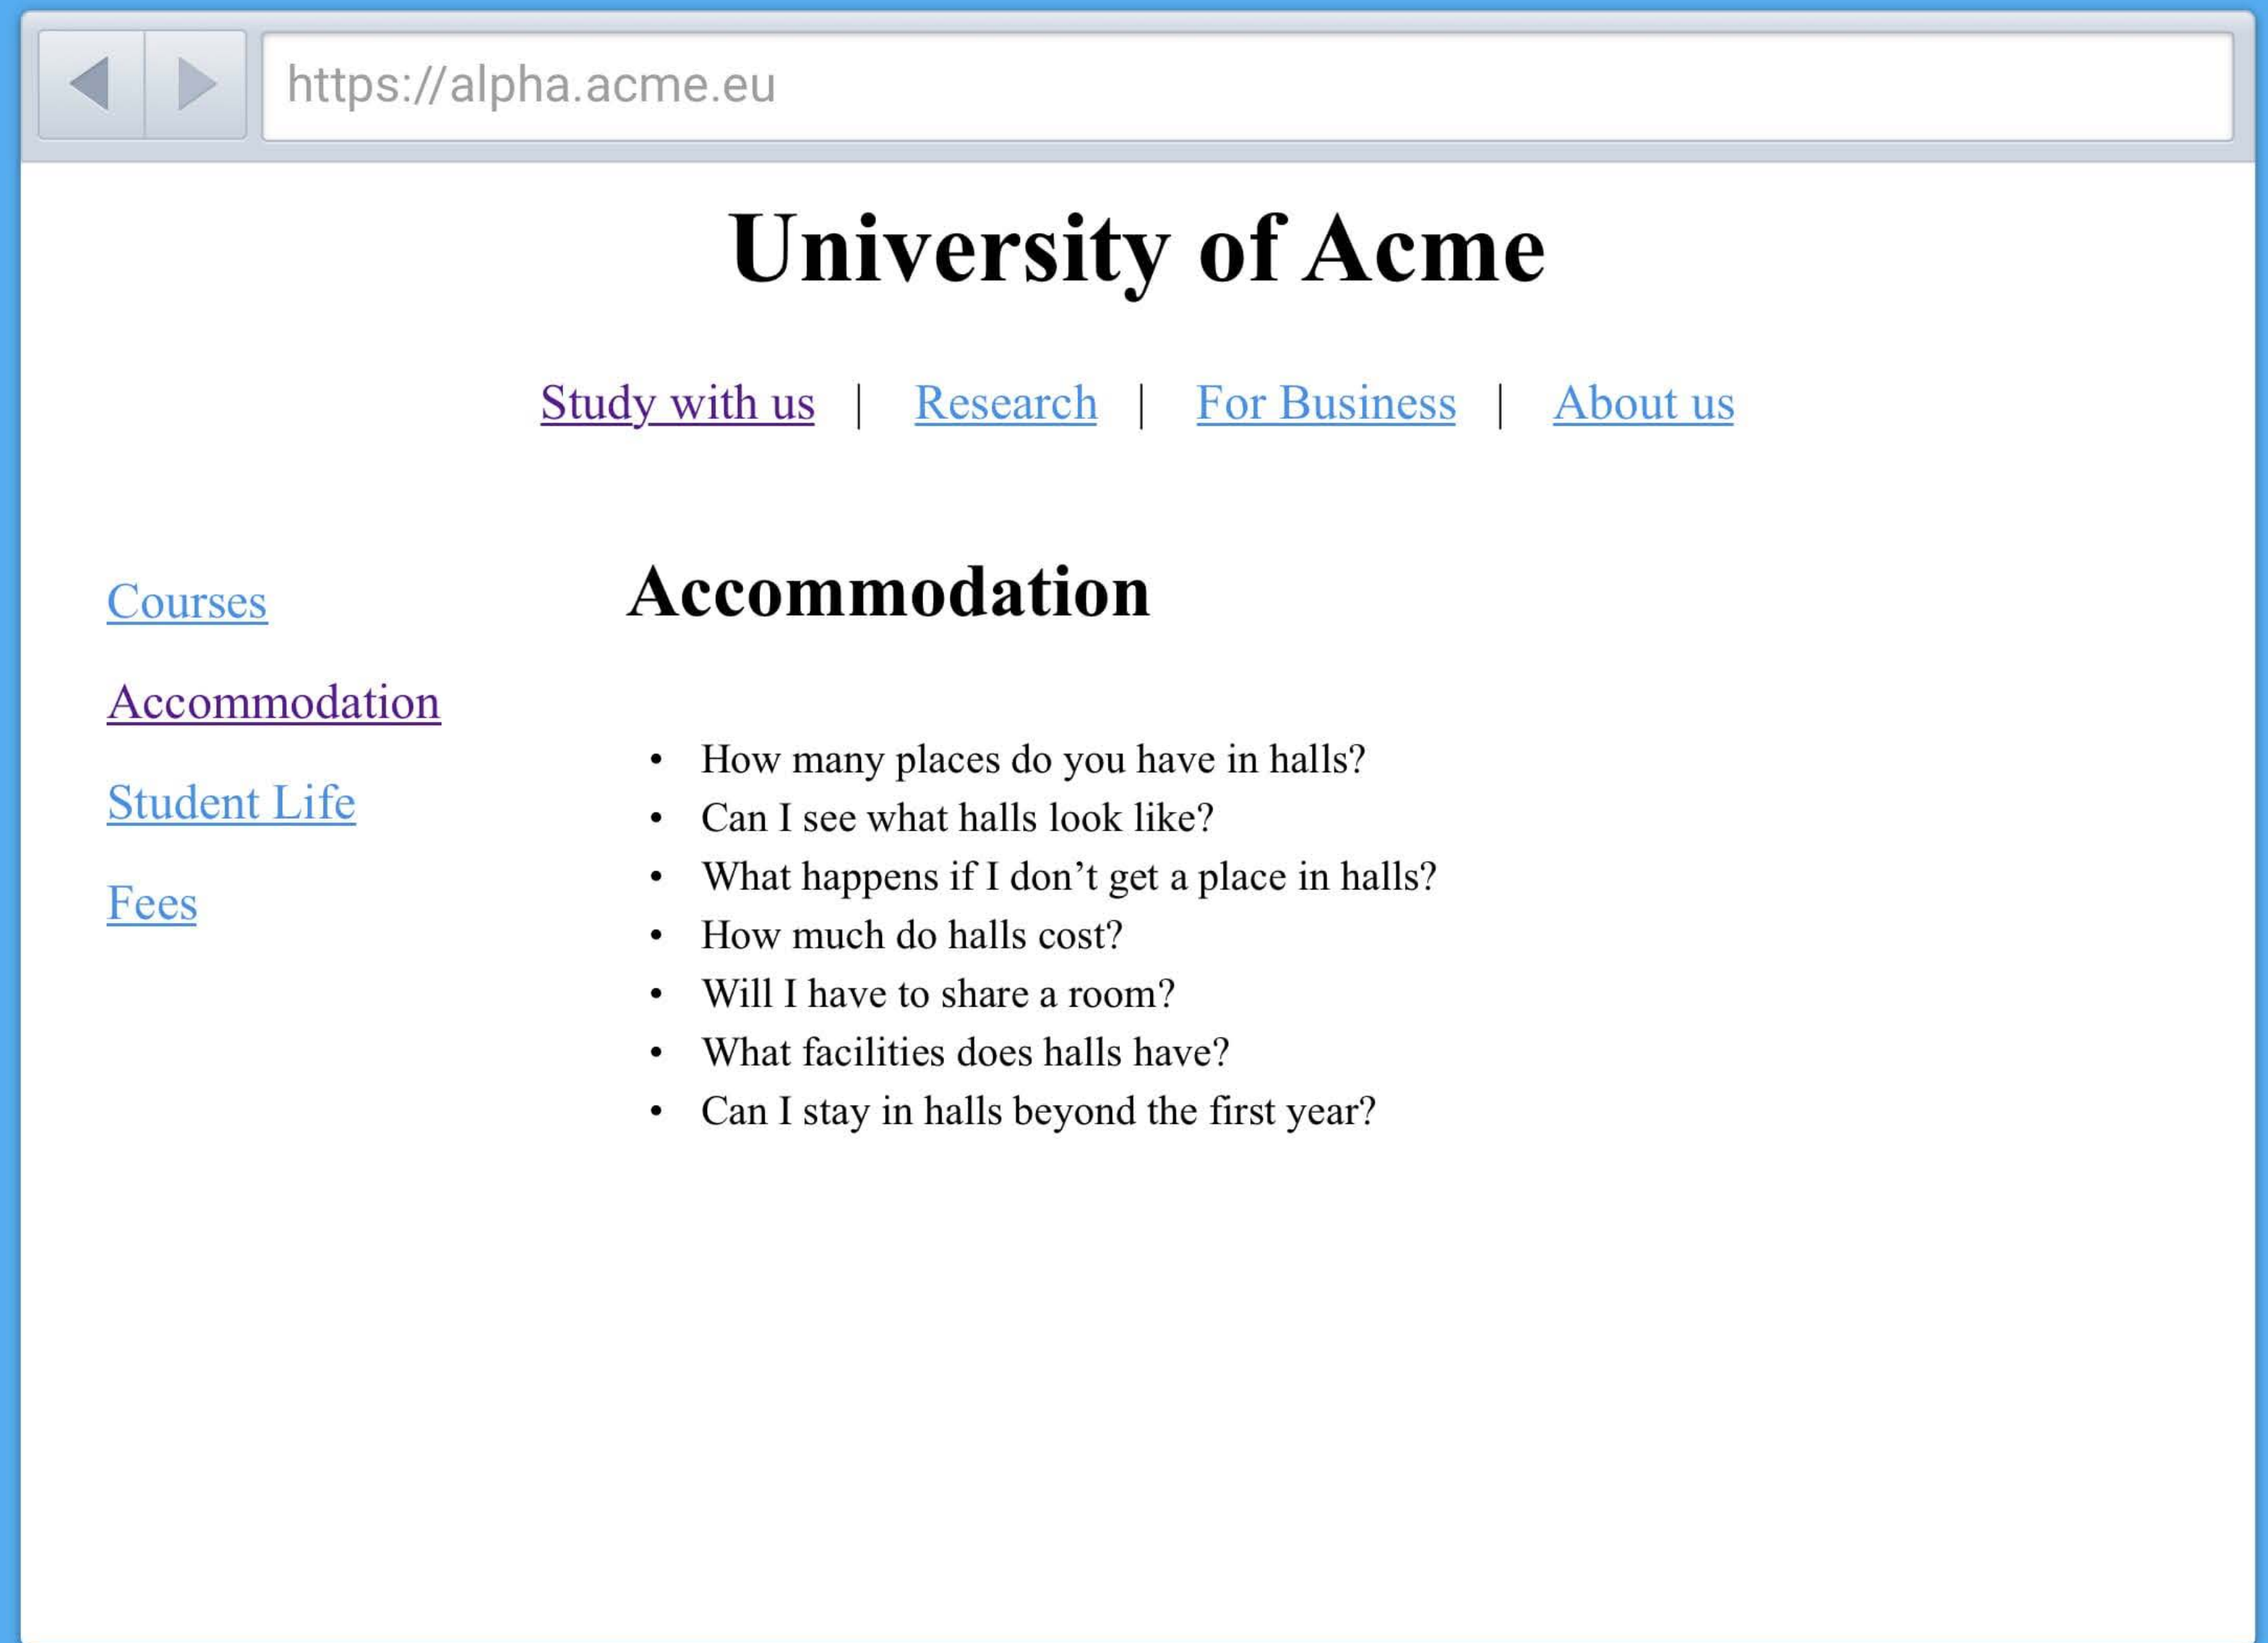 https://alpha.acme.eu
University of Acme
Study with us | Research | For Business | About us
Courses
Accommodation
Student Life
Fees
Accommodation
• How many places do you have in halls?
• Can I see what halls look like?
• What happens if I don’t get a place in halls?
• How much do halls cost?
• Will I have to share a room?
• What facilities does halls have?
• Can I stay in halls beyond the first year?